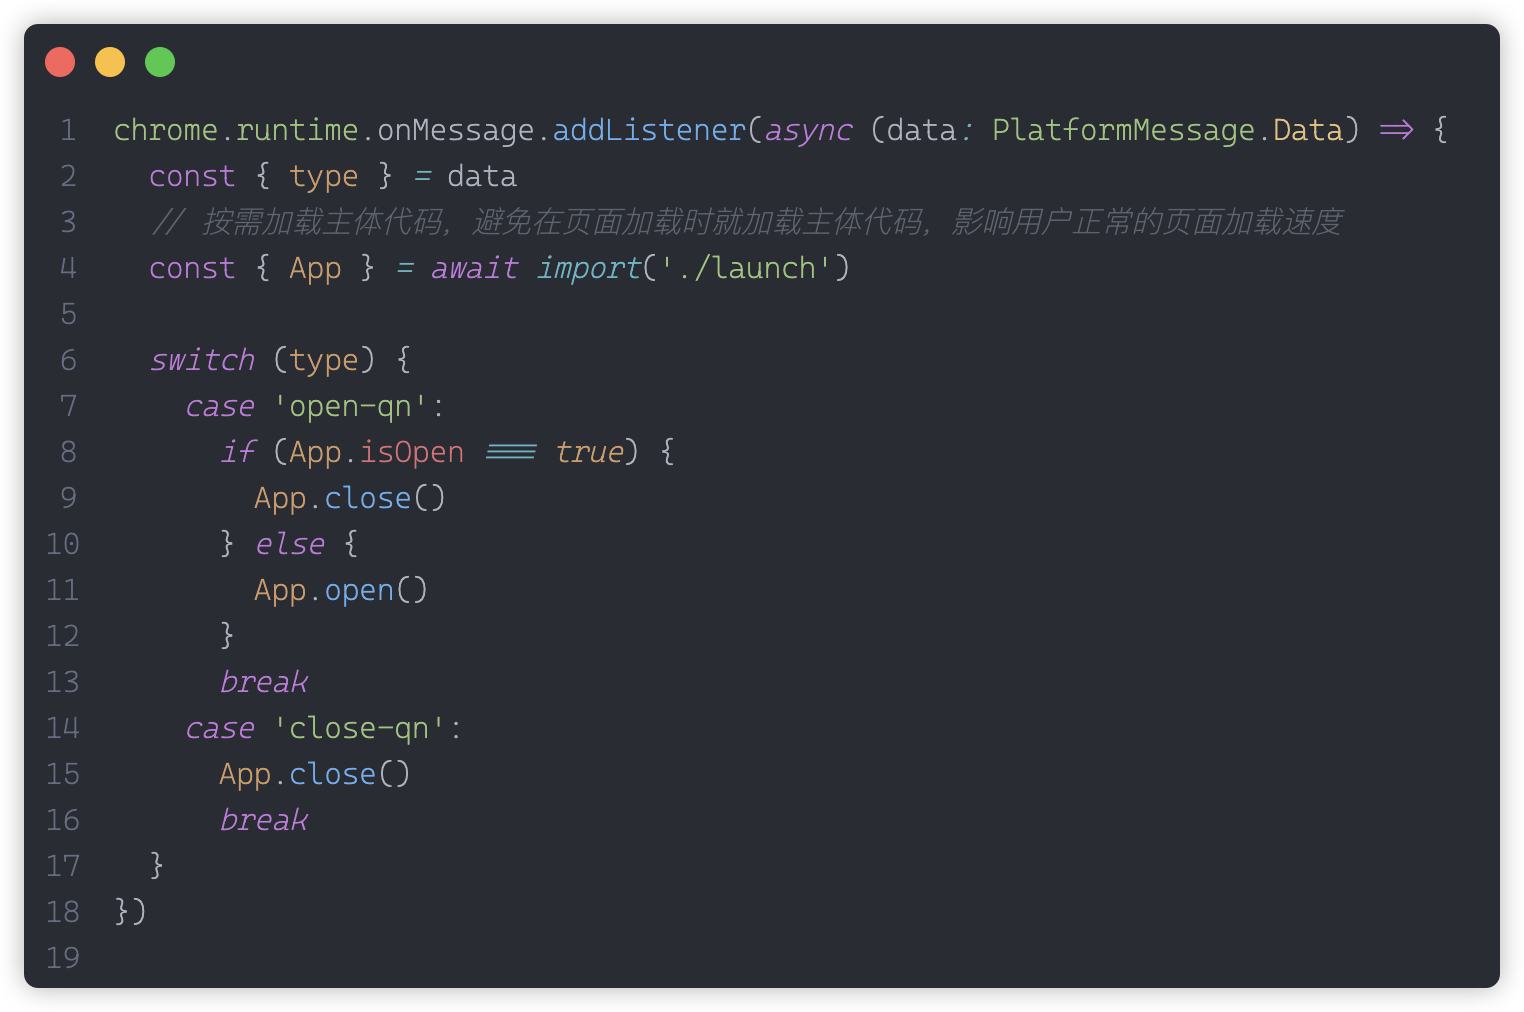 1 chrome.runtime.onMessage.addListener(async (data: PlatformMessage.Data) => {
2   const { type } = data
3   // 按需加载主体代码，避免在页面加载时就加载主体代码，影响用户正常的页面加载速度
4   const { App } = await import('./launch')
5
6   switch (type) {
7     case 'open-qn':
8       if (App.isOpen === true) {
9         App.close()
10       } else {
11         App.open()
12       }
13       break
14     case 'close-qn':
15       App.close()
16       break
17   }
18 })
19